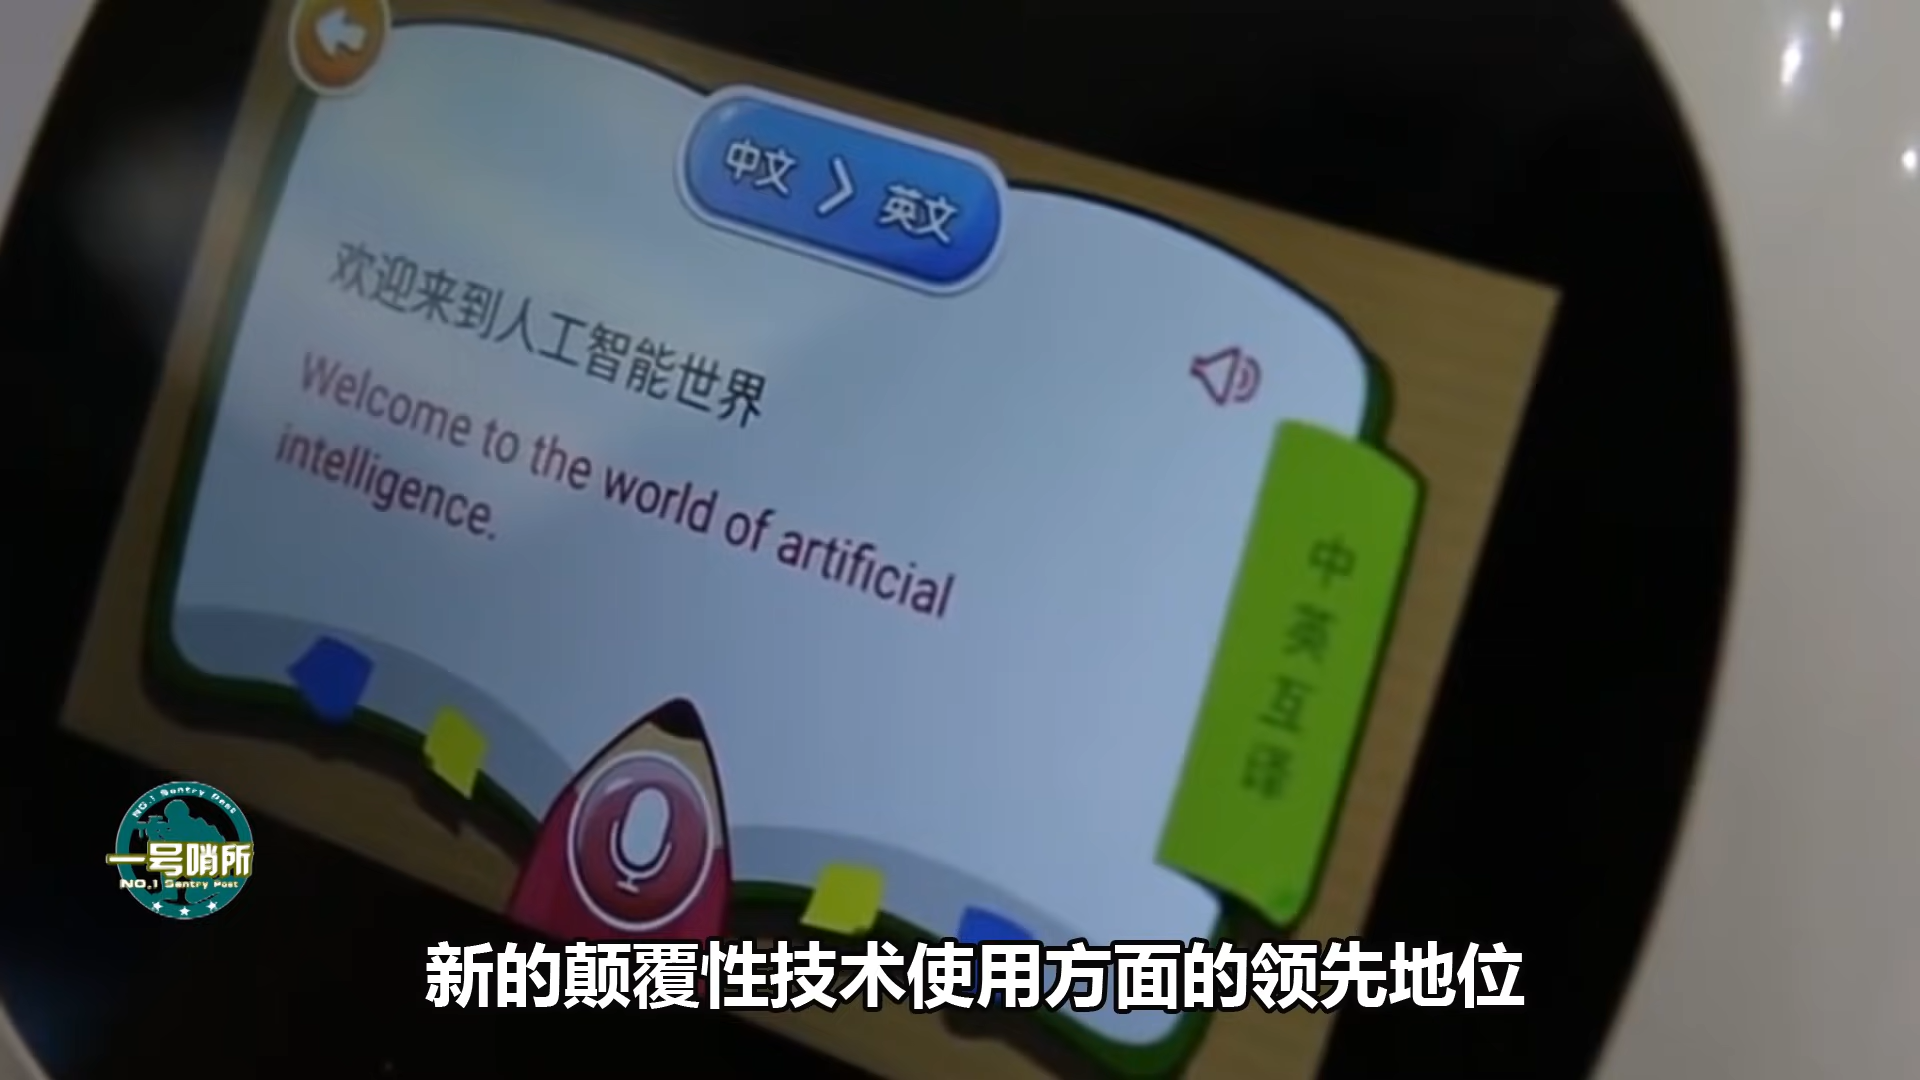 中文 > 英文
欢迎来到人工智能世界
Welcome to the world of artificial
intelligence.
中英互译
NO.1 Sentry Post
一号哨所
NO.1 Sentry Post
新的颠覆性技术使用方面的领先地位